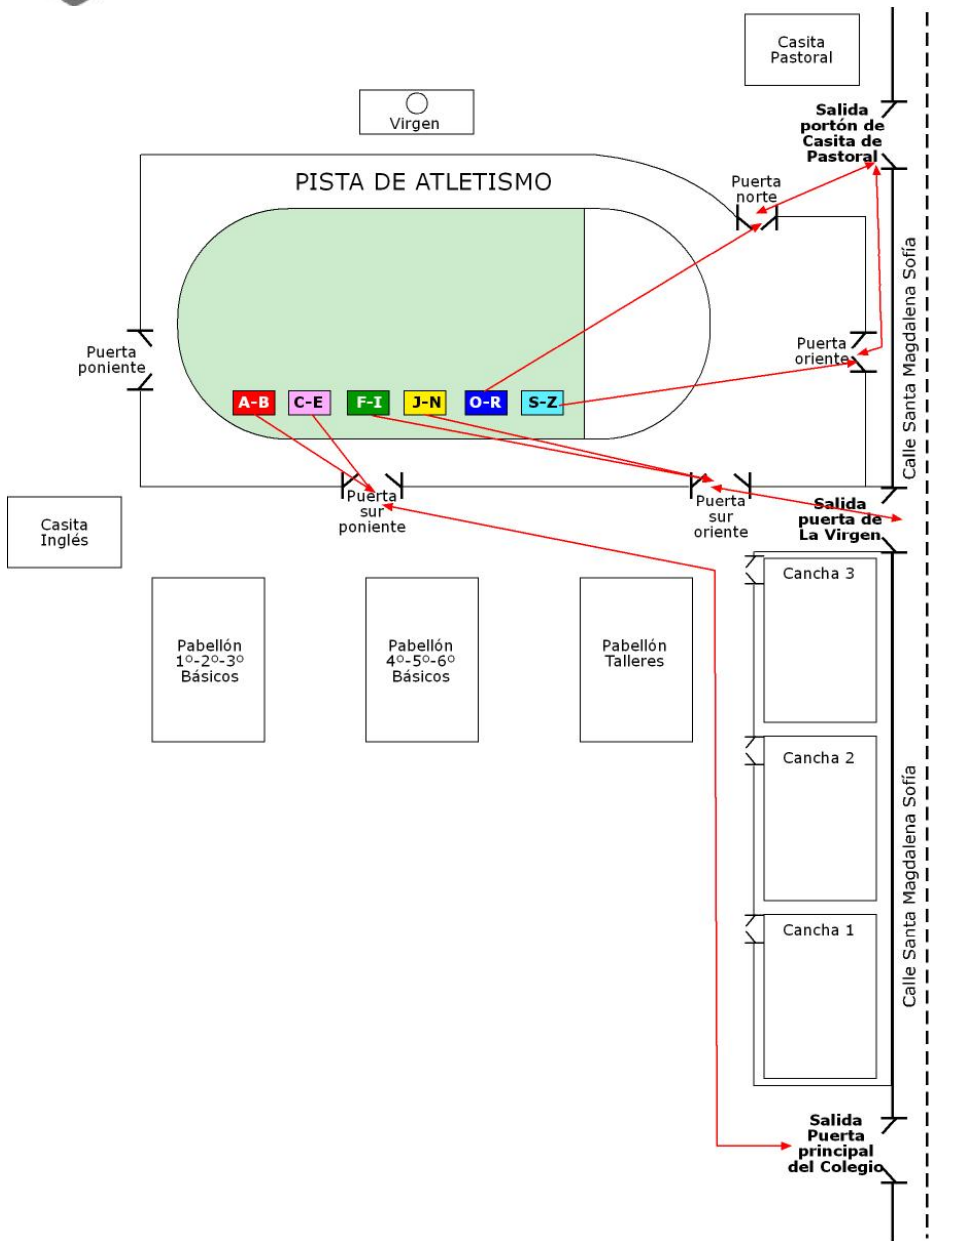 Casita
Pastoral
Virgen
Salida
portón de
Casita de
Pastoral
PISTA DE ATLETISMO
Puerta
norte
Calle Santa Magdalena Sofía
Puerta
poniente
Puerta
oriente
A-B
C-E
F-I
J-N
O-R
S-Z
Puerta
sur
poniente
Puerta
sur
oriente
Salida
puerta de
La Virgen
Casita
Inglés
Cancha 3
Pabellón
1º-2º-3º
Básicos
Pabellón
4º-5º-6º
Básicos
Pabellón
Talleres
Cancha 2
Calle Santa Magdalena Sofía
Cancha 1
Salida
Puerta
principal
del Colegio